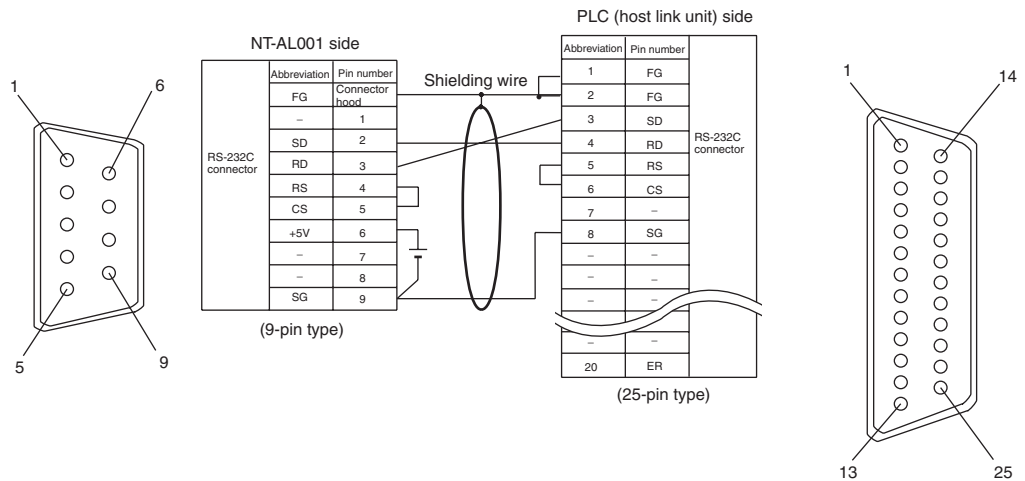 PLC (host link unit) side
NT-AL001 side
Abbreviation Pin number
FG Connector hood
– 1
SD 2
RD 3
RS 4
CS 5
+5V 6
– 7
– 8
SG 9
RS-232C
connector
(9-pin type)
Shielding wire
Abbreviation Pin number
1 FG
2 FG
3 SD
4 RD
5 RS
6 CS
7 –
8 SG
– –
– –
– –
– –
20 ER
RS-232C
connector
(25-pin type)
1
6
5
9
1
14
13
25